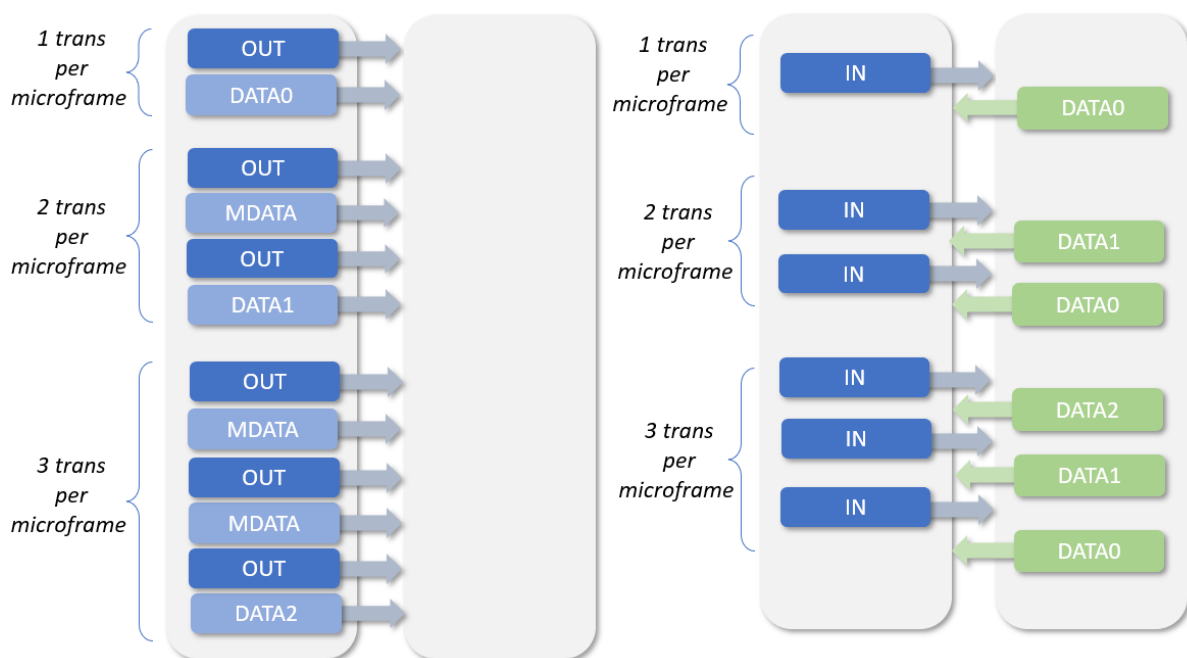 1 trans
per
microframe
OUT
DATA0
2 trans
per
microframe
OUT
MDATA
OUT
DATA1
3 trans
per
microframe
OUT
MDATA
OUT
MDATA
OUT
DATA2
1 trans
per
microframe
IN
DATA0
2 trans
per
microframe
IN
DATA1
IN
DATA0
3 trans
per
microframe
IN
DATA2
IN
DATA1
IN
DATA0